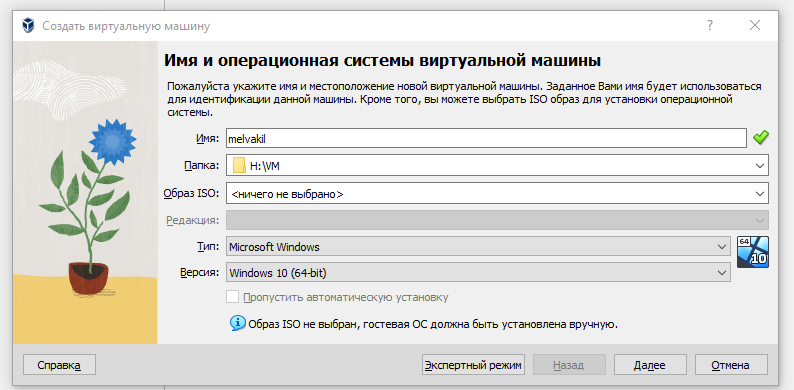 Создать виртуальную машину
Имя и операционная системы виртуальной машины
Пожалуйста укажите имя и местоположение новой виртуальной машины. Заданное Вами имя будет использоваться
для идентификации данной машины. Кроме того, вы можете выбрать ISO образ для установки операционной
системы.
Имя: melvakil
Папка: H:\VM
Образ ISO: <ничего не выбрано>
Редакция:
Тип: Microsoft Windows
64
10
Версия: Windows 10 (64-bit)
Пропустить автоматическую установку
Образ ISO не выбран, гостевая ОС должна быть установлена вручную.
Справка Экспертный режим Назад Далее Отмена